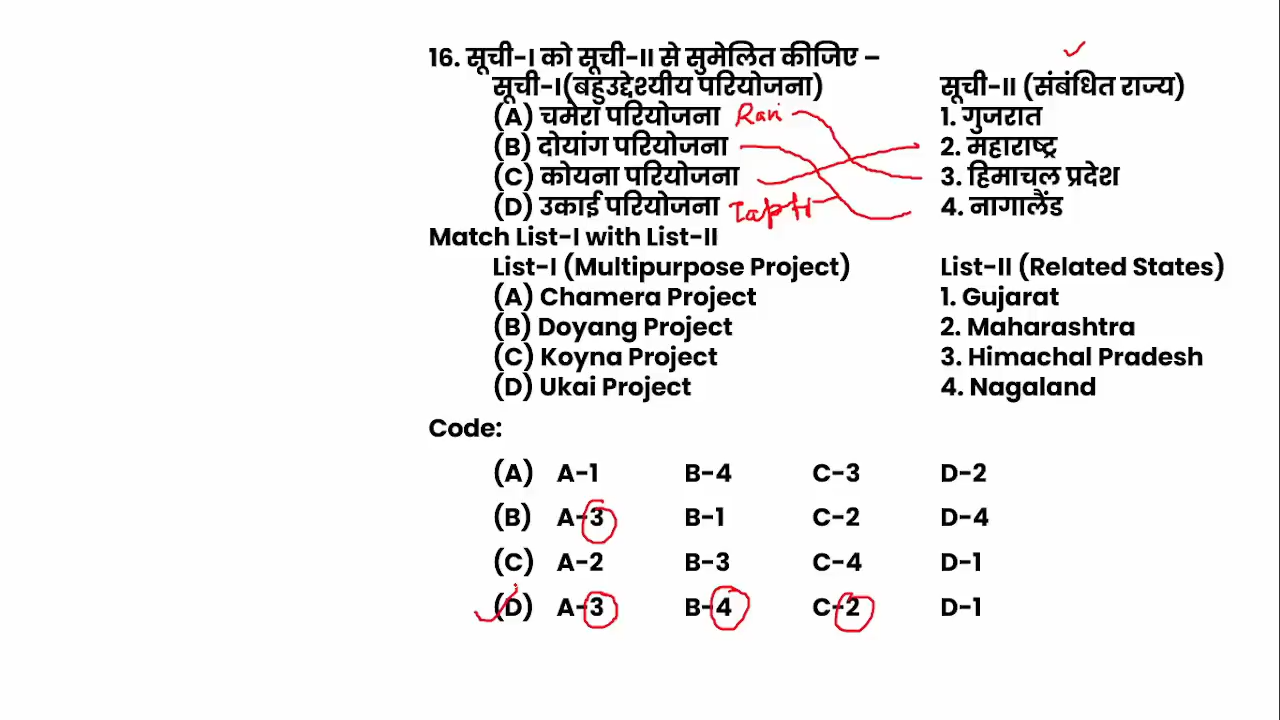 16. सूची-I को सूची-II से सुमेलित कीजिए –
सूची-I(बहुउद्देश्यीय परियोजना) सूची-II (संबंधित राज्य)
(A) चमेरा परियोजना Ravi 1. गुजरात
(B) दोयांग परियोजना 2. महाराष्ट्र
(C) कोयना परियोजना 3. हिमाचल प्रदेश
(D) उकाई परियोजना Tapti 4. नागालैंड
Match List-I with List-II
List-I (Multipurpose Project) List-II (Related States)
(A) Chamera Project 1. Gujarat
(B) Doyang Project 2. Maharashtra
(C) Koyna Project 3. Himachal Pradesh
(D) Ukai Project 4. Nagaland
Code:
(A) A-1 B-4 C-3 D-2
(B) A-3 B-1 C-2 D-4
(C) A-2 B-3 C-4 D-1
(D) A-3 B-4 C-2 D-1